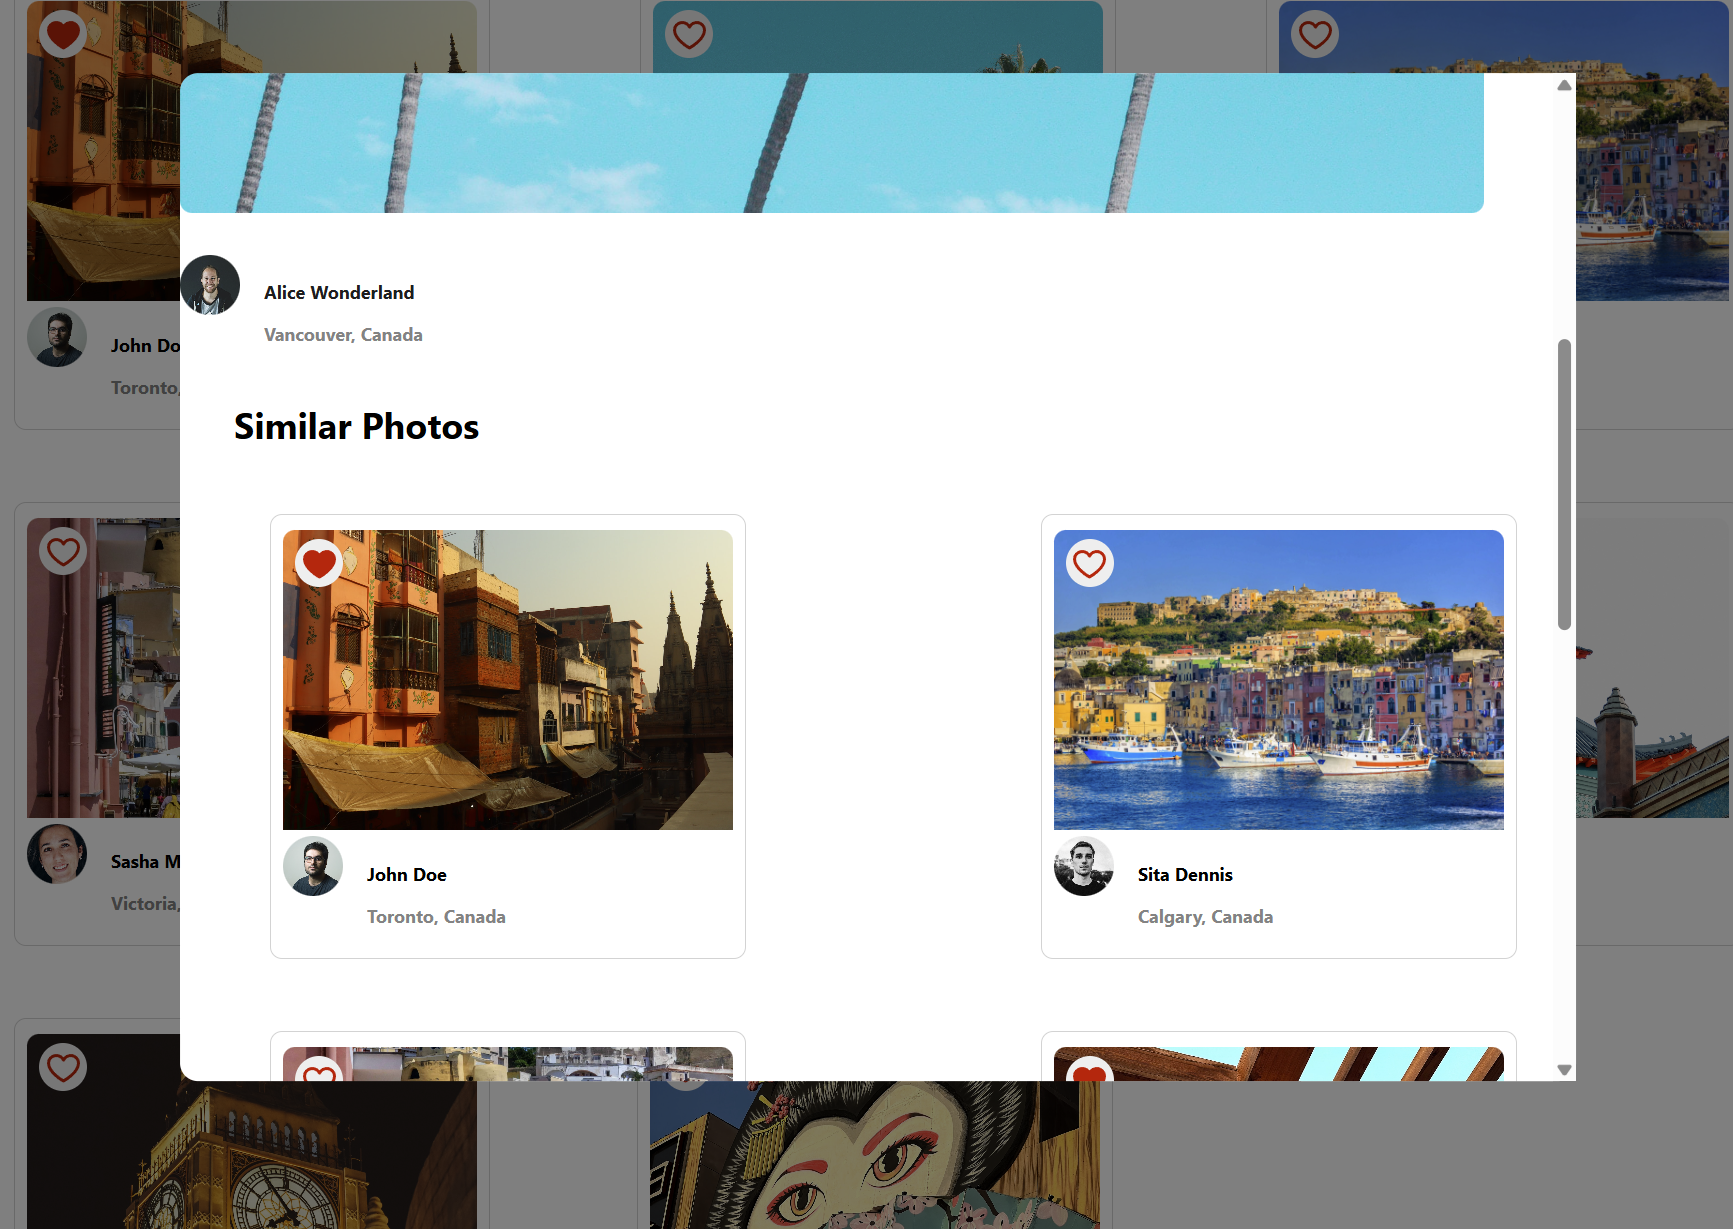 John Do
Toronto,
Alice Wonderland
Vancouver, Canada
Similar Photos
John Doe
Toronto, Canada
Sita Dennis
Calgary, Canada
Sasha M
Victoria,